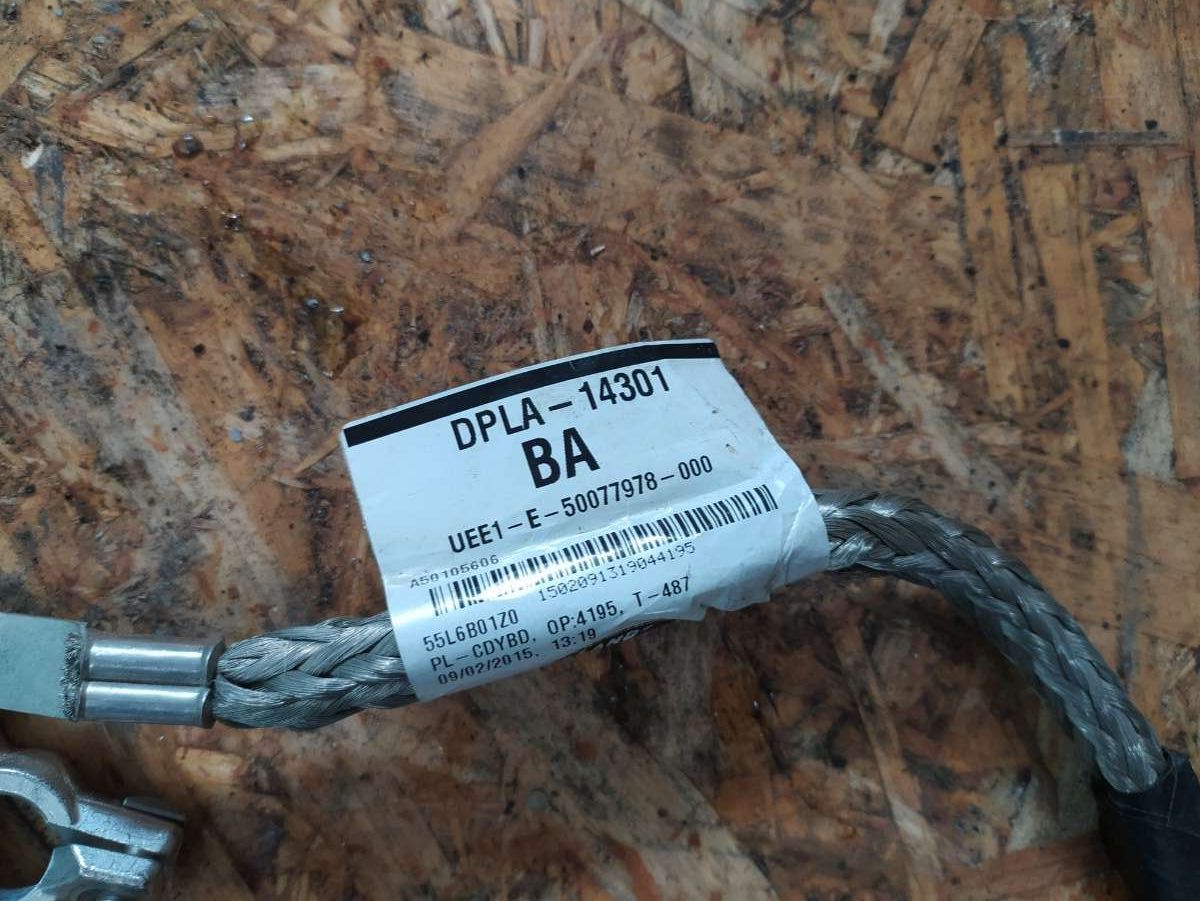 DPLA-14301
BA
UEE1-E-50077978-000
A50105606
1502091319044195
55L6B01Z0
PL-CDYBD, OP:4195, T-487
09/02/2015, 13:19